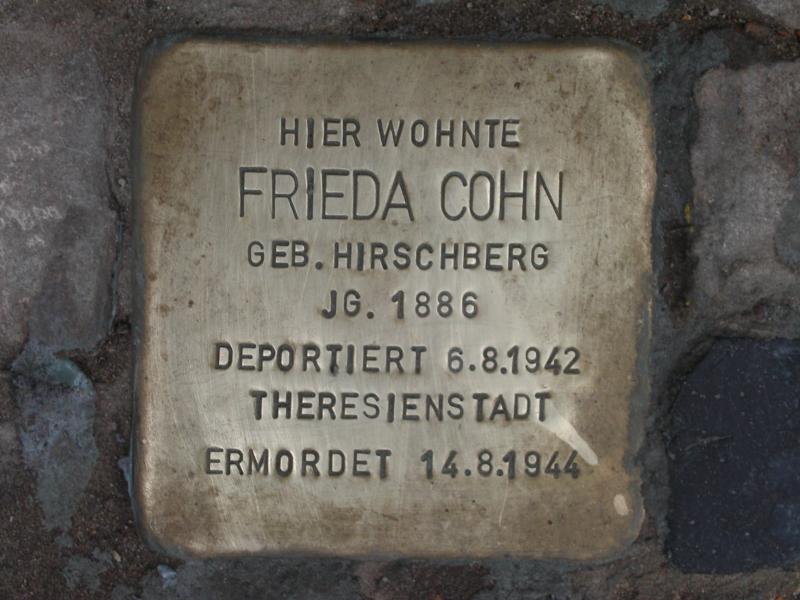 HIER WOHNTE
FRIEDA COHN
GEB. HIRSCHBERG
JG. 1886
DEPORTIERT 6.8.1942
THERESIENSTADT
ERMORDET 14.8.1944